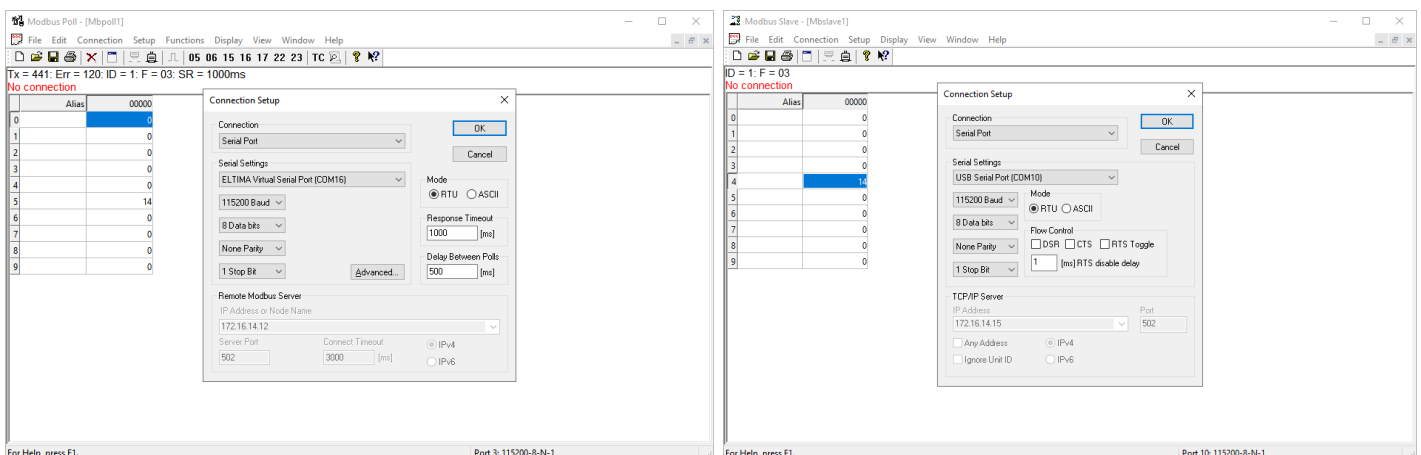 Modbus Poll - [Mbpoll1]
File Edit Connection Setup Functions Display View Window Help
05 06 15 16 17 22 23 TC
Tx = 441: Err = 120: ID = 1: F = 03: SR = 1000ms
No connection
Alias 00000
0 0
1 0
2 0
3 0
4 0
5 14
6 0
7 0
8 0
9 0
Connection Setup
Connection
OK
Serial Port
Cancel
Serial Settings
ELTIMA Virtual Serial Port (COM16)
Mode
RTU ASCII
115200 Baud
Response Timeout
8 Data bits
1000 [ms]
None Parity
Delay Between Polls
1 Stop Bit Advanced... 500 [ms]
Remote Modbus Server
IP Address or Node Name
172.16.14.12
Server Port Connect Timeout
IPv4
502 3000 [ms]
IPv6
For Help, press F1.
Port 3: 115200-8-N-1
Modbus Slave - [Mbslave1]
File Edit Connection Setup Display View Window Help
ID = 1: F = 03
No connection
Alias 00000
0 0
1 0
2 0
3 0
4 14
5 0
6 0
7 0
8 0
9 0
Connection Setup
Connection
OK
Serial Port
Cancel
Serial Settings
USB Serial Port (COM10)
Mode
115200 Baud
RTU ASCII
8 Data bits
Flow Control
None Parity
DSR CTS RTS Toggle
1 Stop Bit
1 [ms] RTS disable delay
TCP/IP Server
IP Address Port
172.16.14.15 502
Any Address IPv4
Ignore Unit ID IPv6
For Help, press F1.
Port 10: 115200-8-N-1